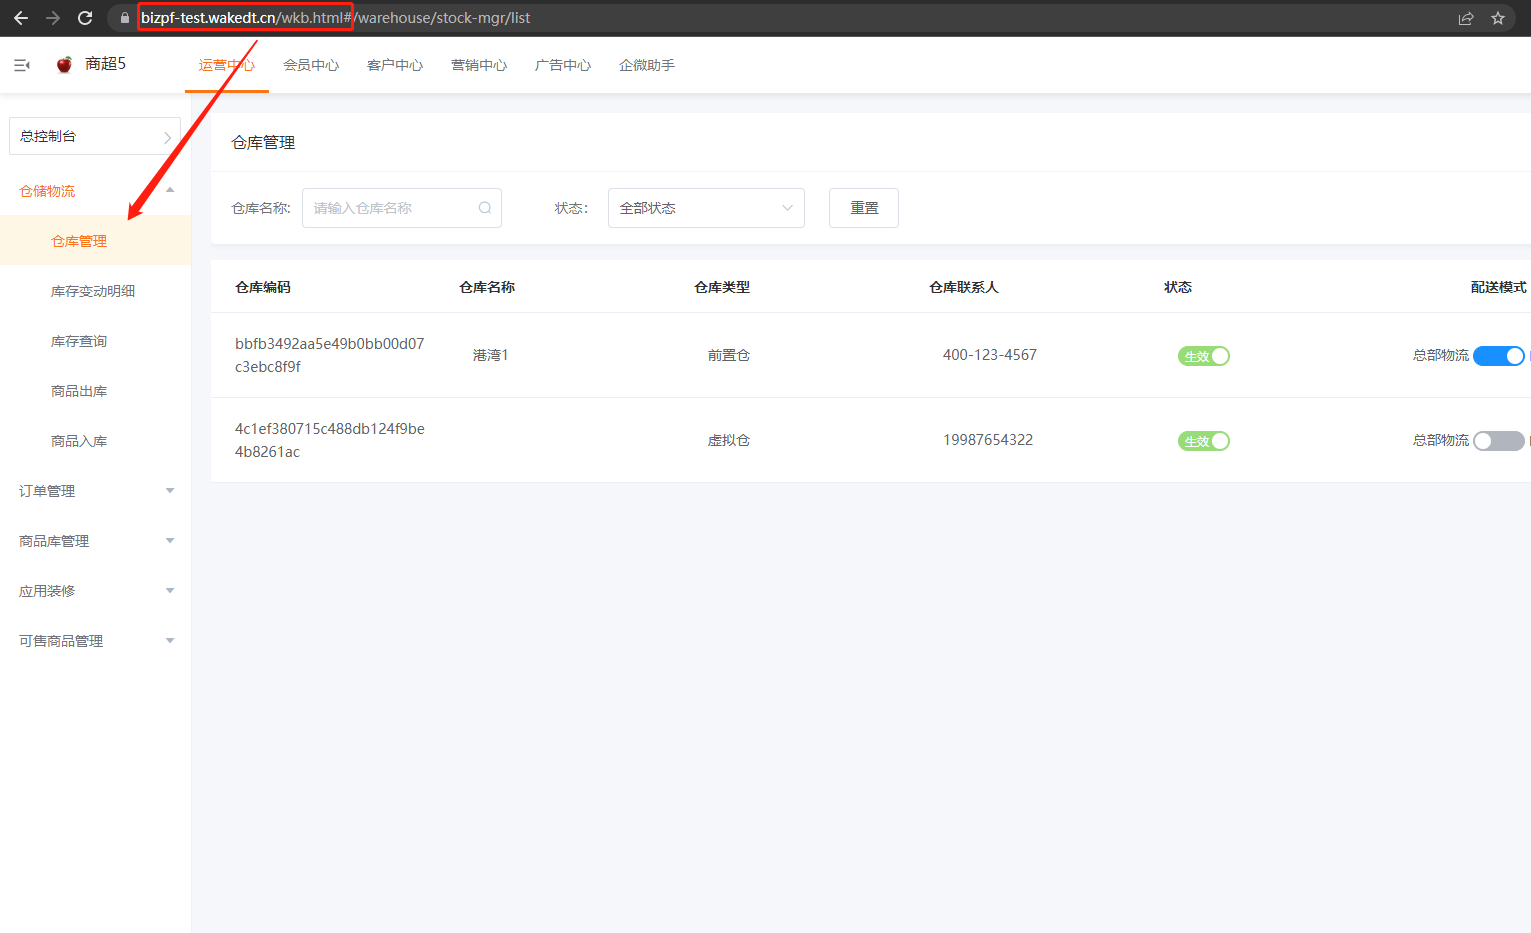 bizpf-test.wakedt.cn/wkb.html#/warehouse/stock-mgr/list
商超5
运营中心 会员中心 客户中心 营销中心 广告中心 企微助手
总控制台
仓储物流
仓库管理
库存变动明细
库存查询
商品出库
商品入库
订单管理
商品库管理
应用装修
可售商品管理
仓库管理
仓库名称: 请输入仓库名称 状态: 全部状态 重置
仓库编码 仓库名称 仓库类型 仓库联系人 状态 配送模式
bbfb3492aa5e49b0bb00d07
c3ebc8f9f
港湾1 前置仓 400-123-4567 生效 总部物流
4c1ef380715c488db124f9be
4b8261ac
虚拟仓 19987654322 生效 总部物流